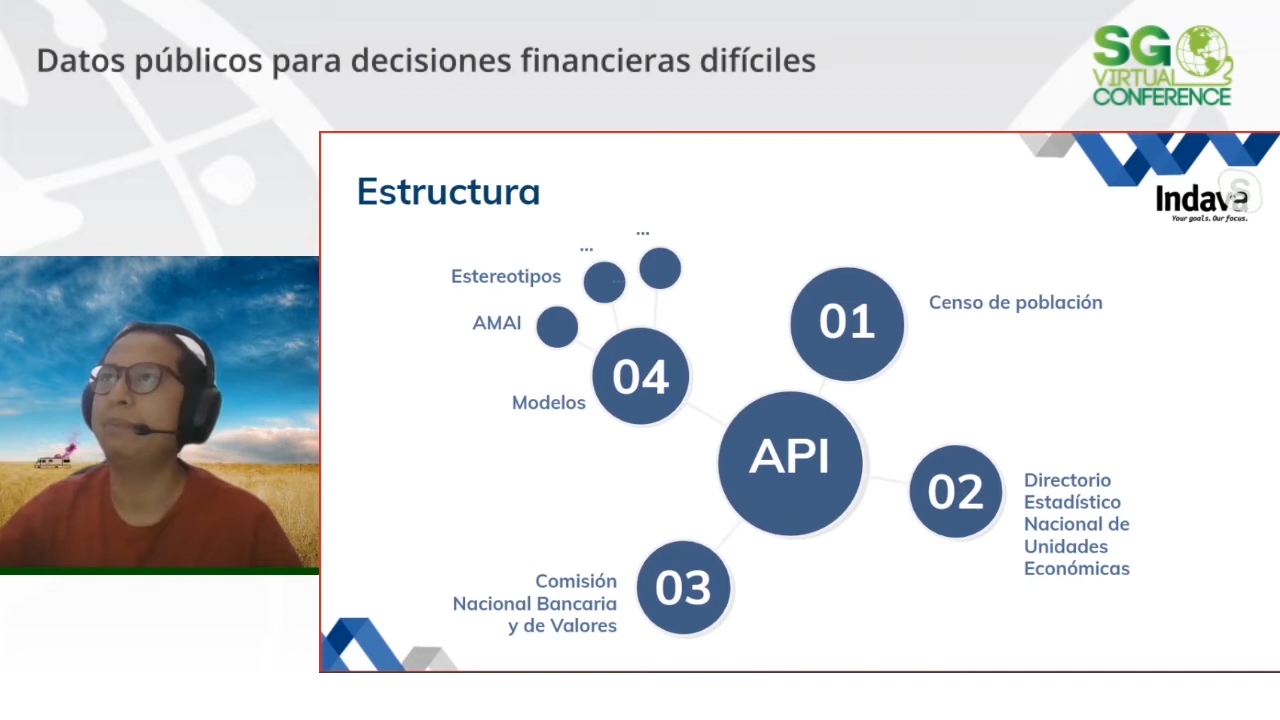 Datos públicos para decisiones financieras difíciles
SG
VIRTUAL
CONFERENCE
Estructura
Indava
Your goals. Our focus.
S
...
...
Estereotipos
AMAI
04
Modelos
01
Censo de población
API
02
Directorio
Estadístico
Nacional de
Unidades
Económicas
03
Comisión
Nacional Bancaria
y de Valores